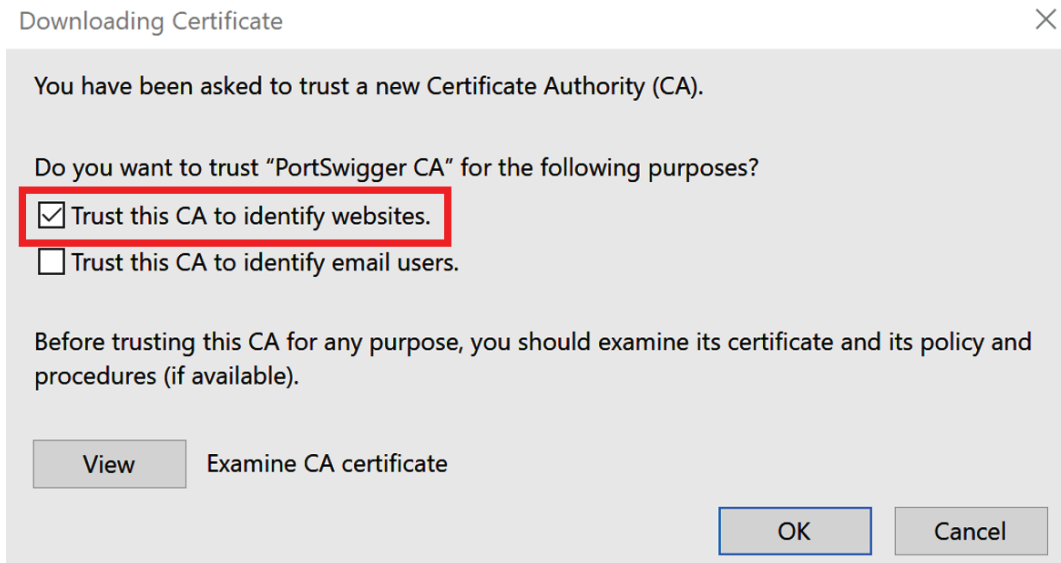 Downloading Certificate
You have been asked to trust a new Certificate Authority (CA).
Do you want to trust “PortSwigger CA” for the following purposes?
Trust this CA to identify websites.
Trust this CA to identify email users.
Before trusting this CA for any purpose, you should examine its certificate and its policy and
procedures (if available).
View Examine CA certificate
OK Cancel